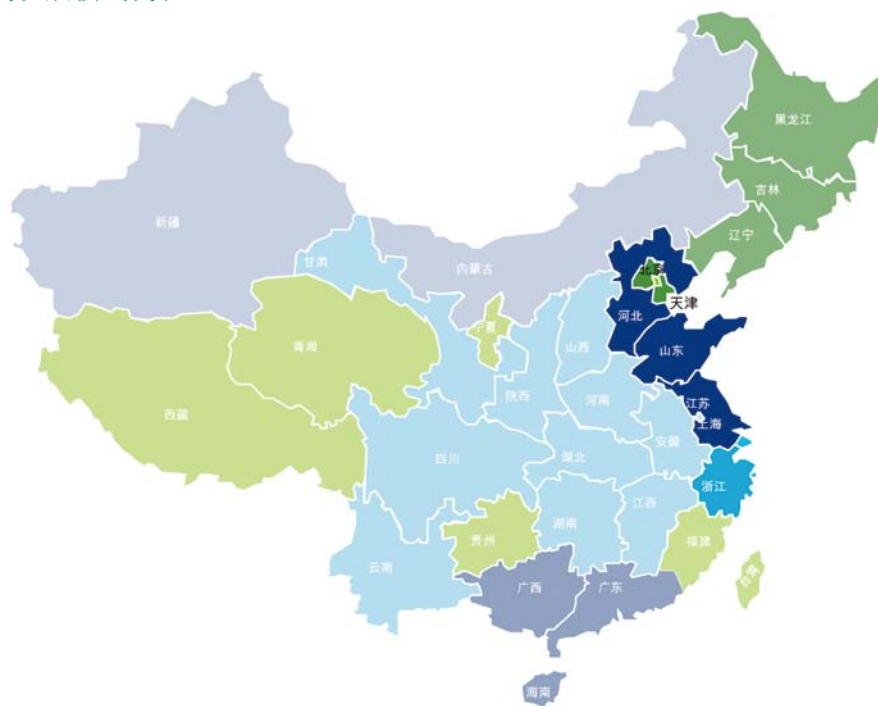 黑龙江
吉林
辽宁
新疆
甘肃
内蒙古
北京
天津
河北
宁夏
青海
山西
山东
陕西
河南
江苏
上海
西藏
安徽
四川
湖北
浙江
江西
湖南
贵州
福建
云南
台湾
广西
广东
海南